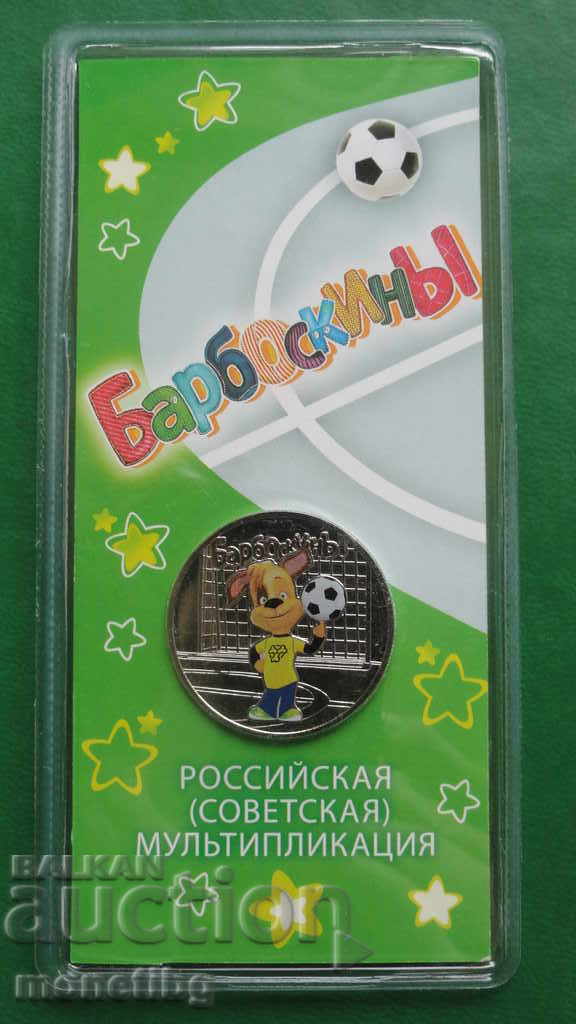 Барбоскины
Барбоскины
РОССИЙСКАЯ
(СОВЕТСКАЯ)
МУЛЬТИПЛИКАЦИЯ
BALKAN
auction
monetibg